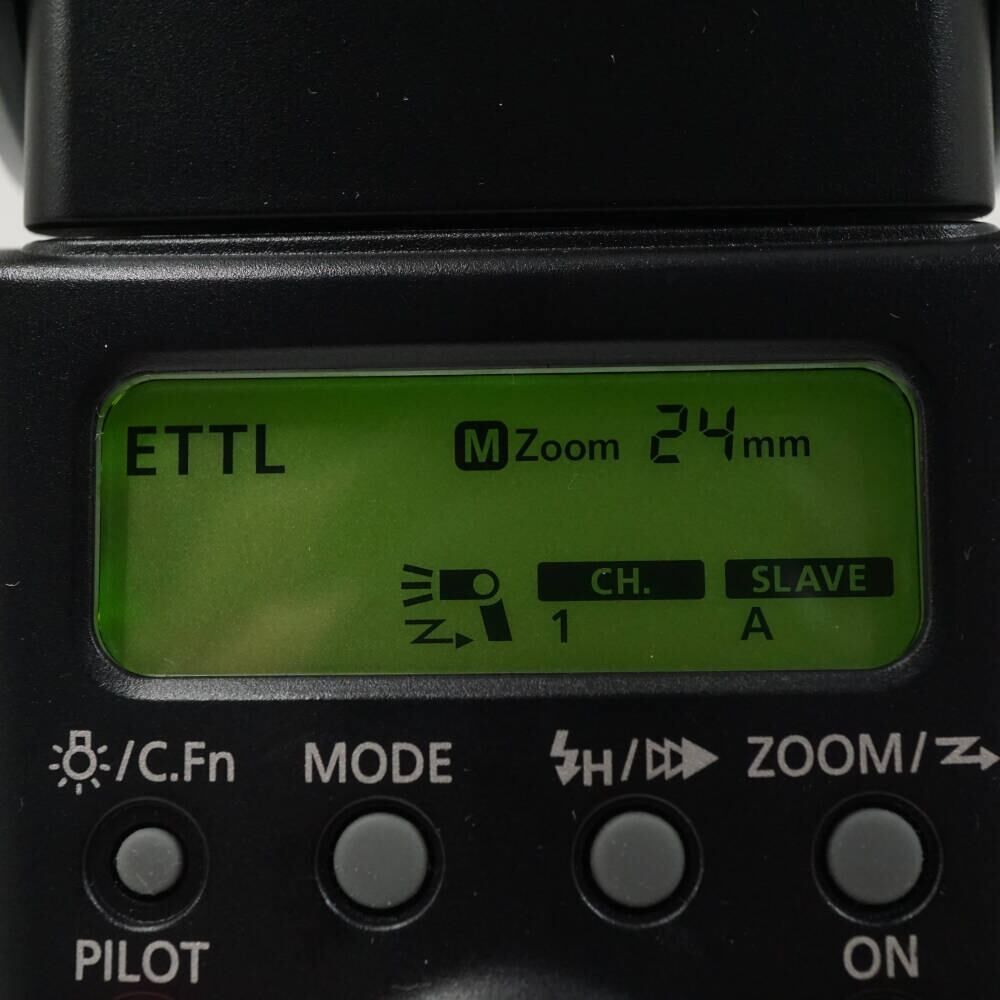 ETTL M Zoom 24mm
CH. SLAVE
1 A
/C.Fn MODE H/ ZOOM/
PILOT ON